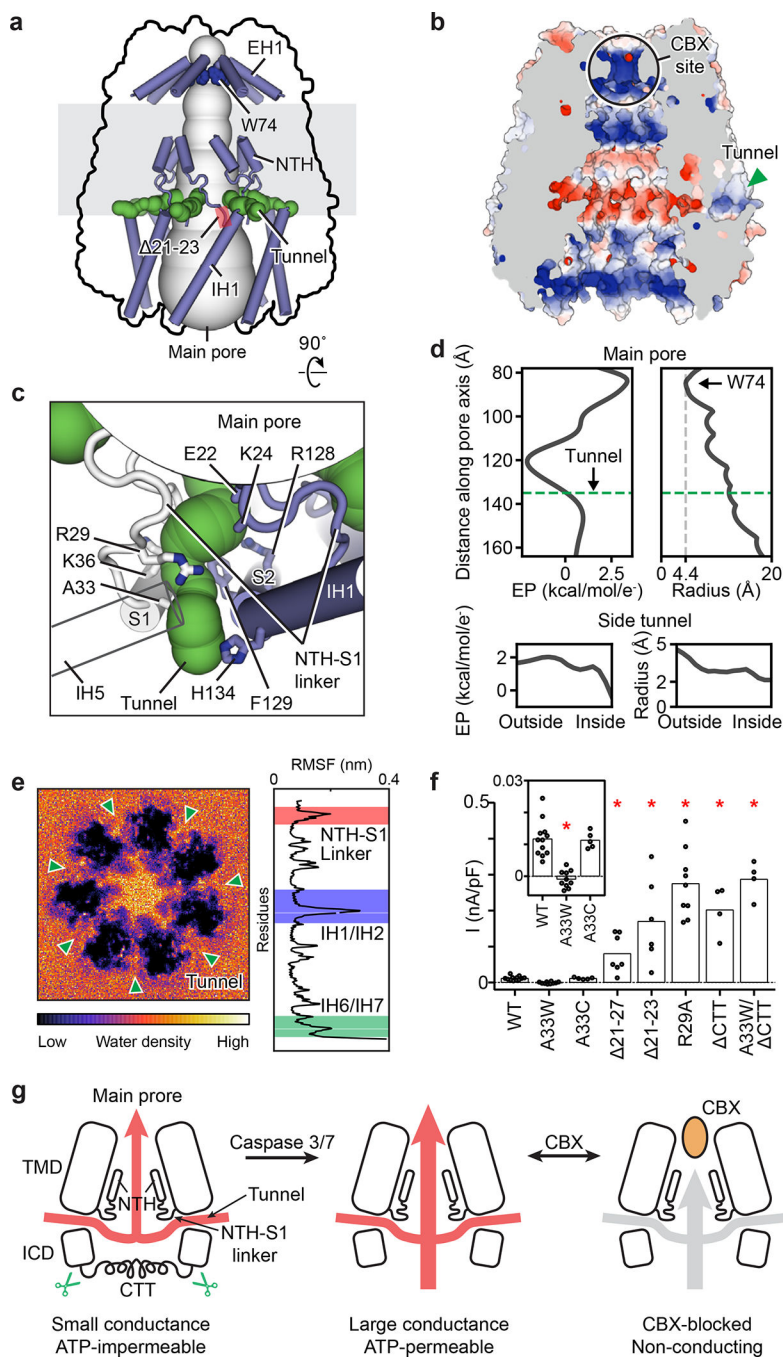 a
EH1
W74
NTH
Δ21-23
Tunnel
IH1
Main pore
90°
b
CBX
site
Tunnel
c
Main pore
E22
K24
R128
R29
K36
A33
S1
S2
IH1
IH5
Tunnel
H134
F129
NTH-S1
linker
d
Main pore
Distance along pore axis (Å)
80
100
120
140
160
Tunnel
W74
0
2.5
EP (kcal/mol/e-)
0
4.4
20
Radius (Å)
Side tunnel
EP (kcal/mol/e-)
2
0
Outside
Inside
Radius (Å)
5
2
0
Outside
Inside
e
Tunnel
Low
Water density
High
RMSF (nm)
0
0.4
Residues
NTH-S1
Linker
IH1/IH2
IH6/IH7
f
I (nA/pF)
0.5
0
0.03
0
*
WT
A33W
A33C
* * * * *
WT
A33W
A33C
Δ21-27
Δ21-23
R29A
ΔCTT
A33W/
ΔCTT
g
Main prore
TMD
NTH
Tunnel
NTH-S1
linker
ICD
CTT
Small conductance
ATP-impermeable
Caspase 3/7
Large conductance
ATP-permeable
CBX
CBX
CBX-blocked
Non-conducting